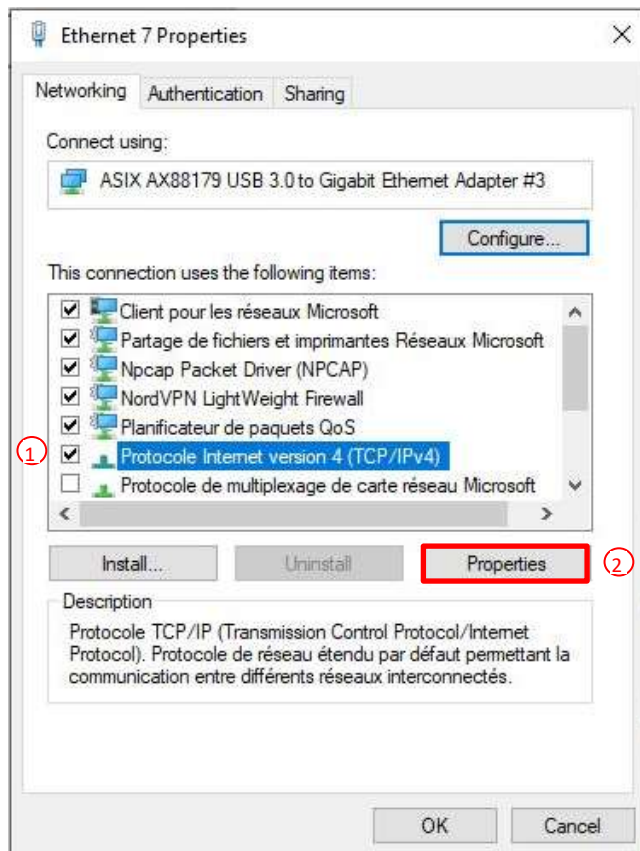 Ethernet 7 Properties
Networking Authentication Sharing
Connect using:
ASIX AX88179 USB 3.0 to Gigabit Ethernet Adapter #3
Configure...
This connection uses the following items:
Client pour les réseaux Microsoft
Partage de fichiers et imprimantes Réseaux Microsoft
Npcap Packet Driver (NPCAP)
NordVPN LightWeight Firewall
Planificateur de paquets QoS
1 Protocole Internet version 4 (TCP/IPv4)
Protocole de multiplexage de carte réseau Microsoft
Install... Uninstall Properties 2
Description
Protocole TCP/IP (Transmission Control Protocol/Internet
Protocol). Protocole de réseau étendu par défaut permettant la
communication entre différents réseaux interconnectés.
OK Cancel